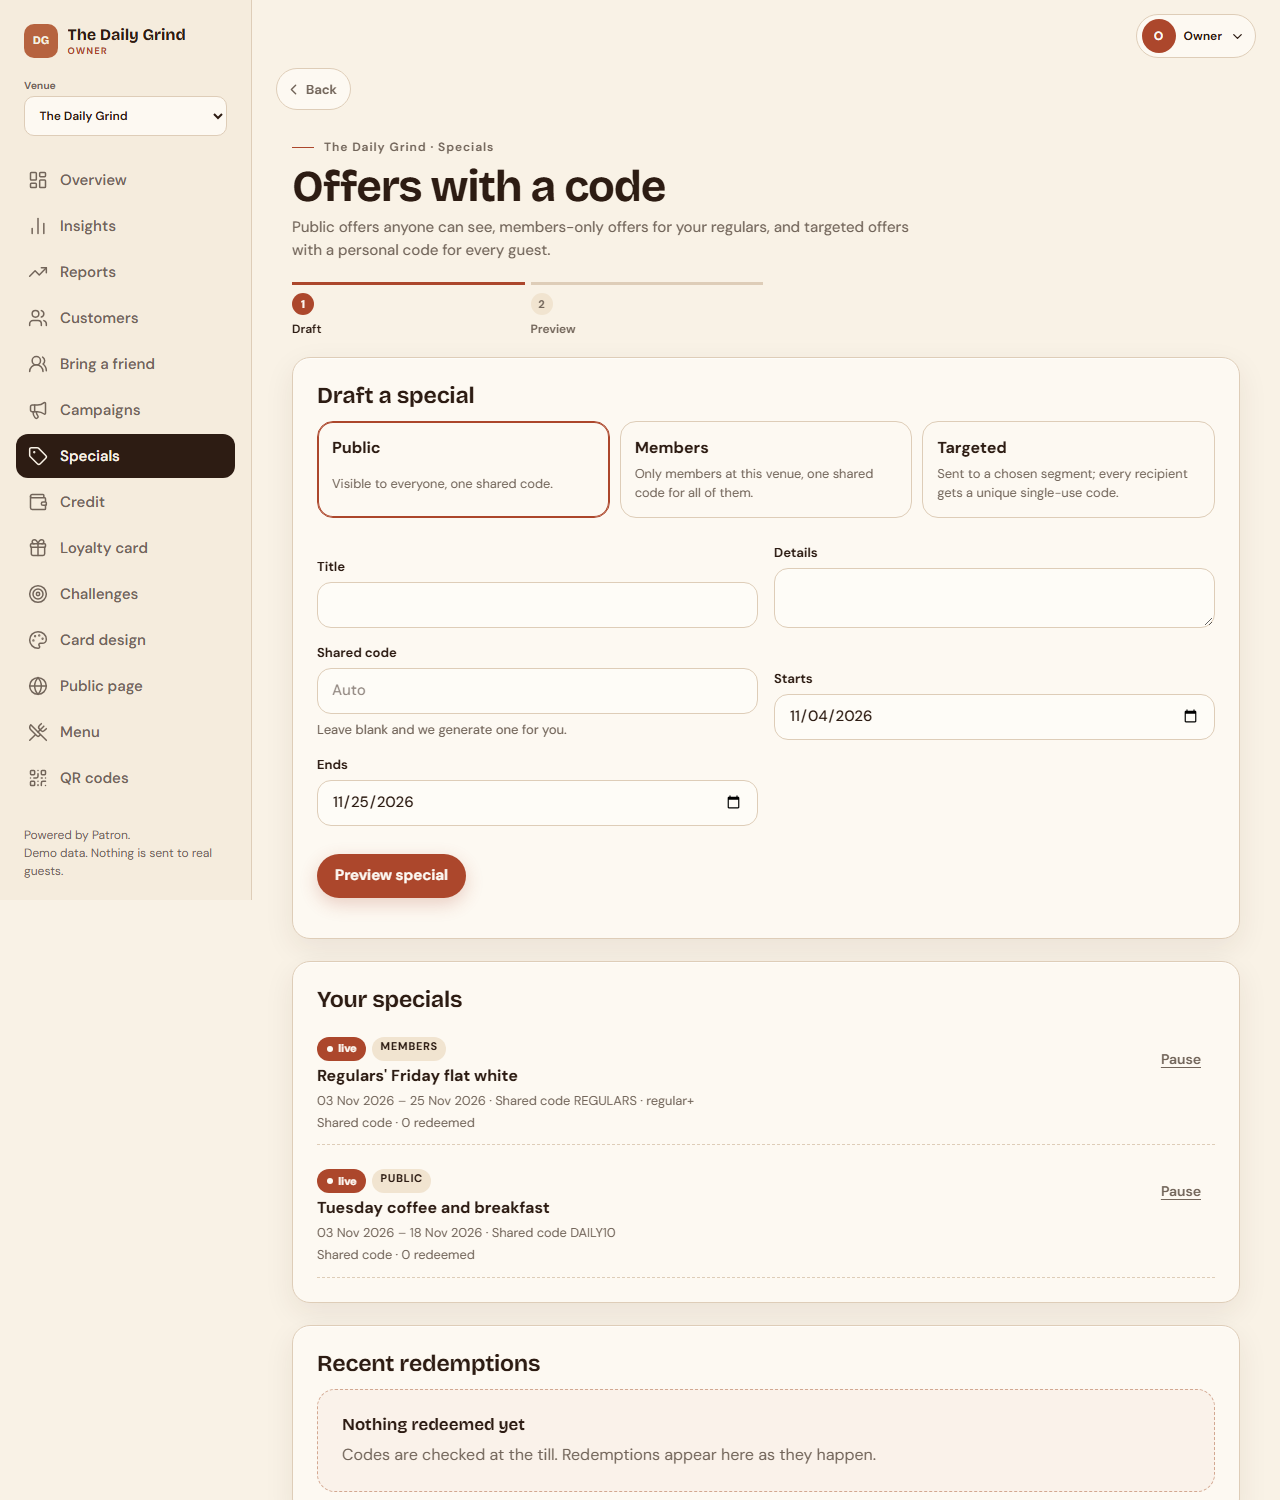 DG
The Daily Grind
OWNER
Venue
The Daily Grind
Overview
Insights
Reports
Customers
Bring a friend
Campaigns
Specials
Credit
Loyalty card
Challenges
Card design
Public page
Menu
QR codes
Powered by Patron.
Demo data. Nothing is sent to real
guests.
O
Owner
Back
The Daily Grind · Specials
Offers with a code
Public offers anyone can see, members-only offers for your regulars, and targeted offers
with a personal code for every guest.
1
Draft
2
Preview
Draft a special
Public
Visible to everyone, one shared code.
Members
Only members at this venue, one shared
code for all of them.
Targeted
Sent to a chosen segment; every recipient
gets a unique single-use code.
Title
Details
Shared code
Auto
Leave blank and we generate one for you.
Starts
11/04/2026
Ends
11/25/2026
Preview special
Your specials
live
MEMBERS
Regulars' Friday flat white
03 Nov 2026 – 25 Nov 2026 · Shared code REGULARS · regular+
Shared code · 0 redeemed
Pause
live
PUBLIC
Tuesday coffee and breakfast
03 Nov 2026 – 18 Nov 2026 · Shared code DAILY10
Shared code · 0 redeemed
Pause
Recent redemptions
Nothing redeemed yet
Codes are checked at the till. Redemptions appear here as they happen.